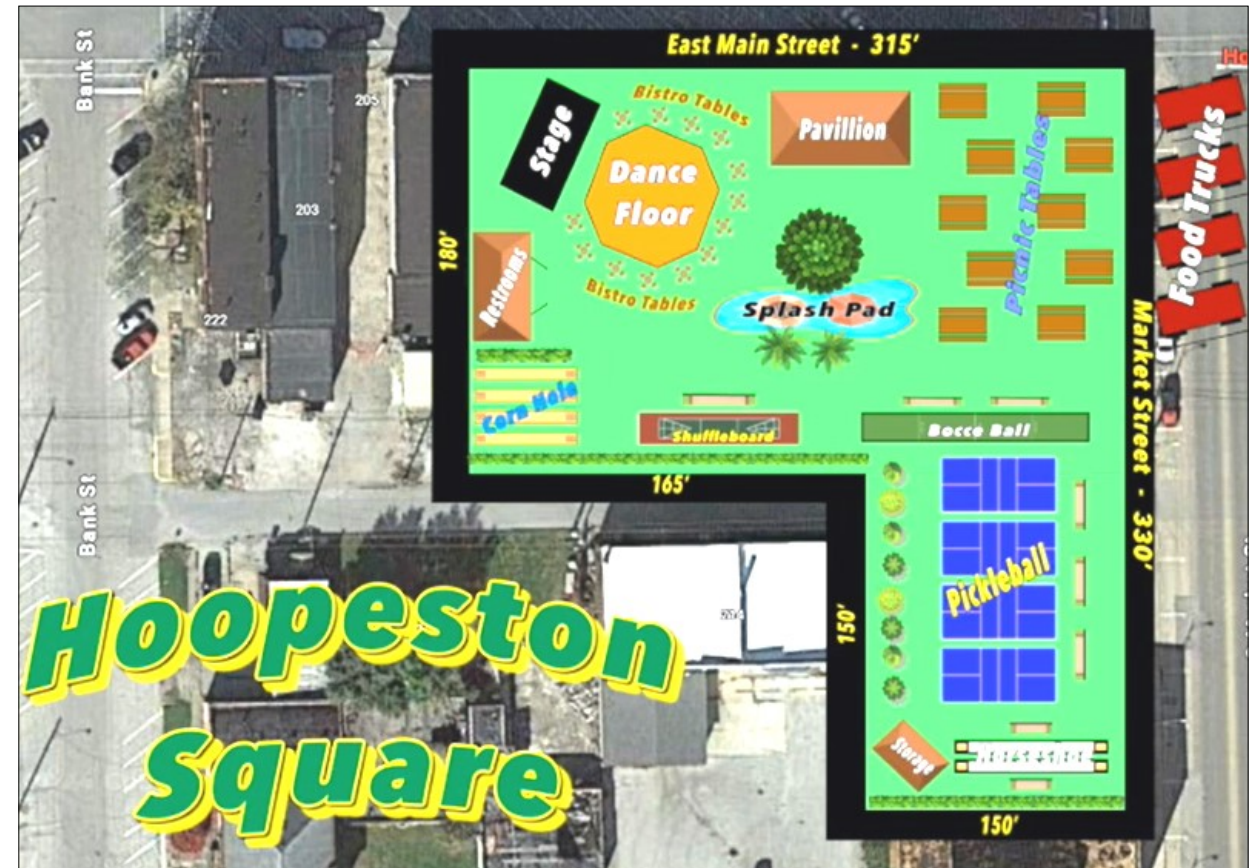 East Main Street - 315'
Ho
Bank St
205
203
222
Stage
Bistro Tables
Dance
Floor
Bistro Tables
Pavillion
Picnic Tables
Food Trucks
180'
Restrooms
Splash Pad
Corn Hole
Shuffleboard
Bocce Ball
Market Street - 330'
165'
Bank St
150'
Pickleball
Hoopeston
Square
Storage
Horseshoe
150'